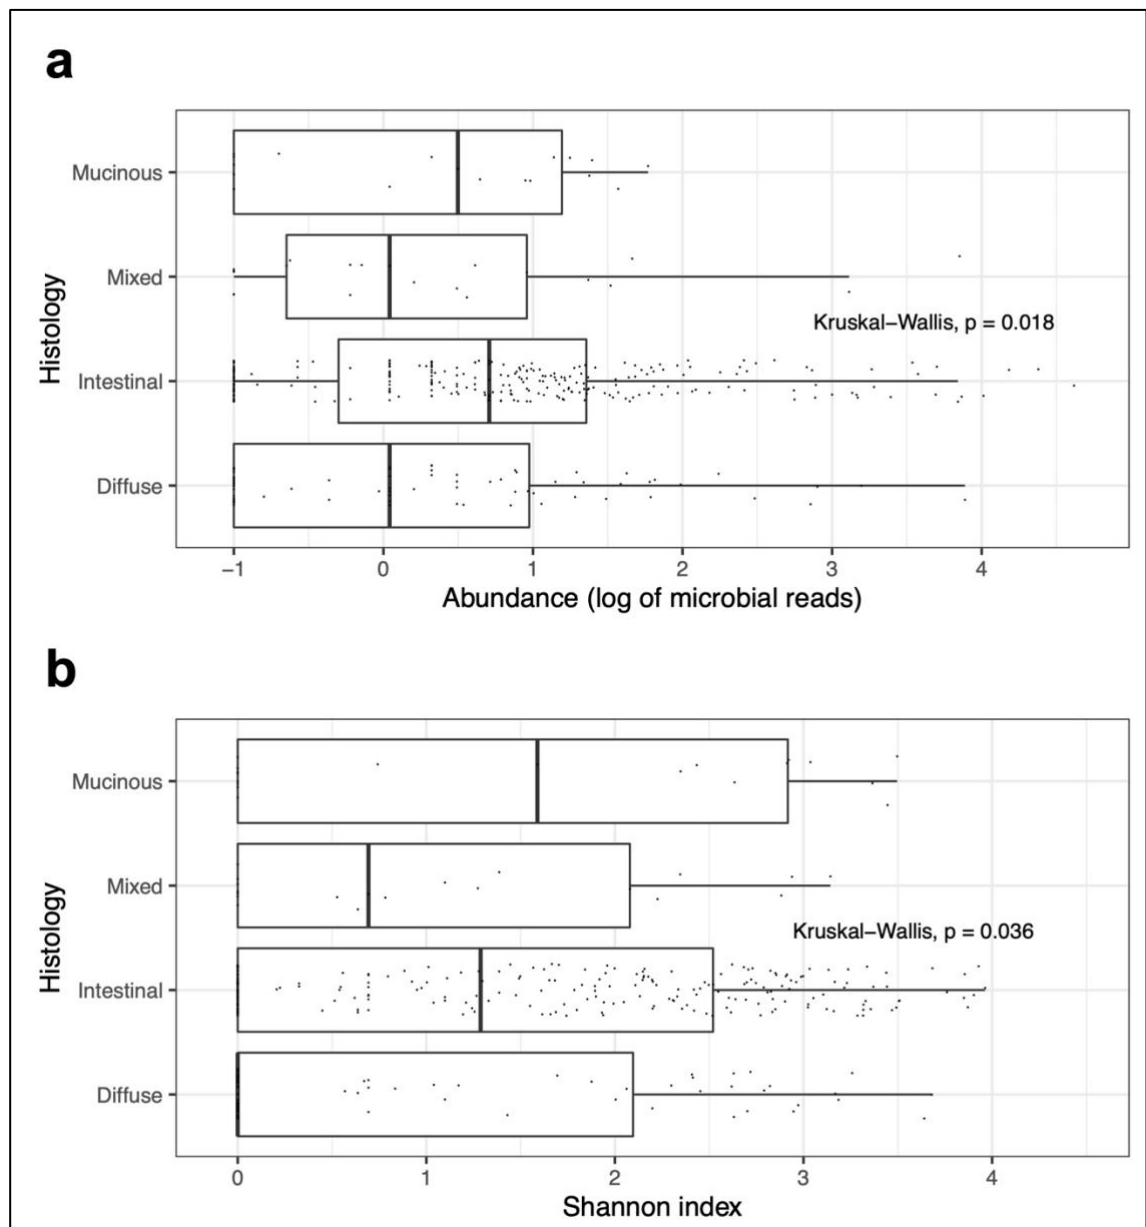 a
Histology
Mucinous
Mixed
Kruskal−Wallis, p = 0.018
Intestinal
Diffuse
−1 0 1 2 3 4
Abundance (log of microbial reads)
b
Histology
Mucinous
Mixed
Kruskal−Wallis, p = 0.036
Intestinal
Diffuse
0 1 2 3 4
Shannon index